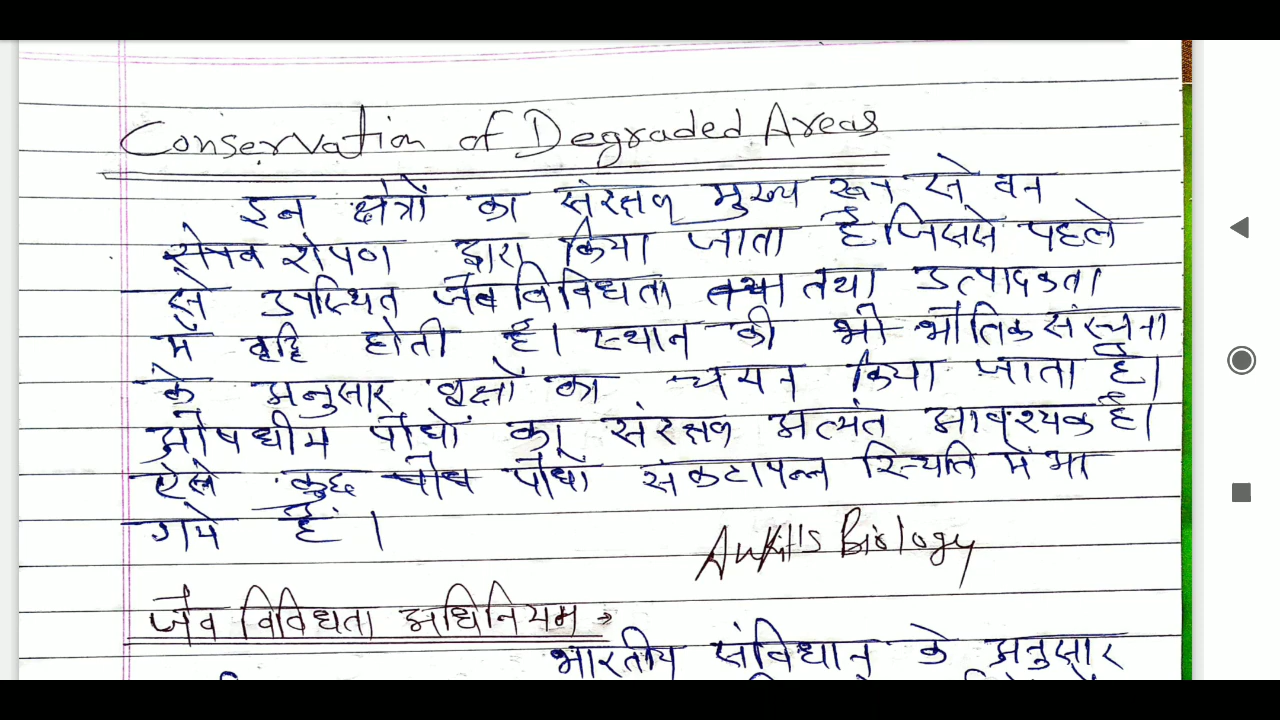 Conservation of Degraded Areas
इन क्षेत्रों का संरक्षण मुख्य रूप से वन
रोपण द्वारा किया जाता है जिससे पहले
से उपस्थित जैव विविधता तथा तथा उत्पादकता
में वृद्धि होती है। स्थान की भी भौतिक संरचना
के अनुसार वृक्षों का चयन किया जाता है।
औषधीय पौधों का संरक्षण अत्यंत आवश्यक है।
ऐसे कुछ पौध पौधों संकटापन्न स्थिति में आ
गये हैं।
Ankit's Biology
जैव विविधता अधिनियम →
भारतीय संविधान के अनुसार